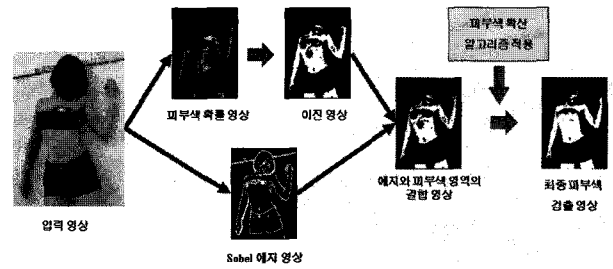 피부색 확산
알고리즘 적용
피부색 확률 영상
이진 영상
에지와 피부색 영역의
결합 영상
최종 피부색
검출 영상
입력 영상
Sobel 에지 영상